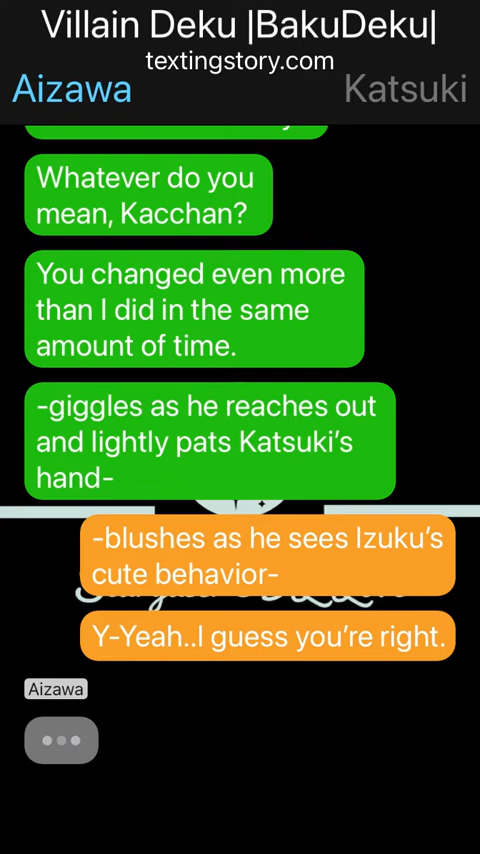 Villain Deku |BakuDeku|
textingstory.com
Aizawa
Katsuki
Whatever do you
mean, Kacchan?
You changed even more
than I did in the same
amount of time.
-giggles as he reaches out
and lightly pats Katsuki’s
hand-
-blushes as he sees Izuku’s
cute behavior-
Y-Yeah..I guess you’re right.
Aizawa